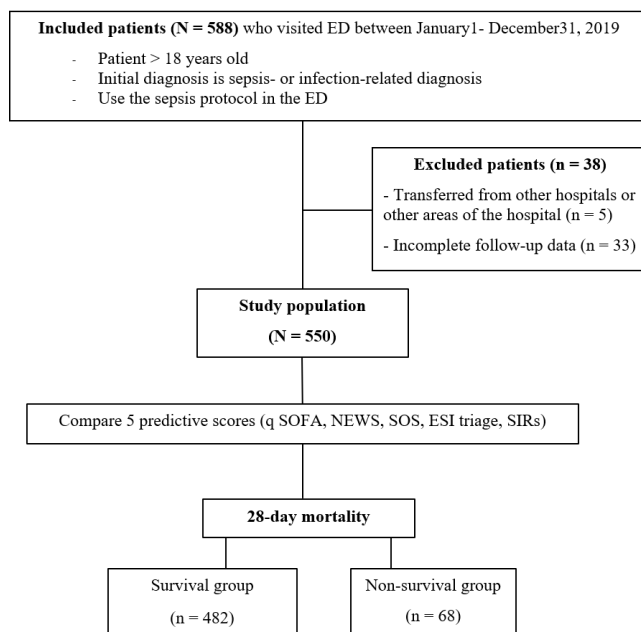 Included patients (N = 588) who visited ED between January1- December31, 2019
- Patient > 18 years old
- Initial diagnosis is sepsis- or infection-related diagnosis
- Use the sepsis protocol in the ED
Excluded patients (n = 38)
- Transferred from other hospitals or
other areas of the hospital (n = 5)
- Incomplete follow-up data (n = 33)
Study population
(N = 550)
Compare 5 predictive scores (q SOFA, NEWS, SOS, ESI triage, SIRs)
28-day mortality
Survival group
(n = 482)
Non-survival group
(n = 68)